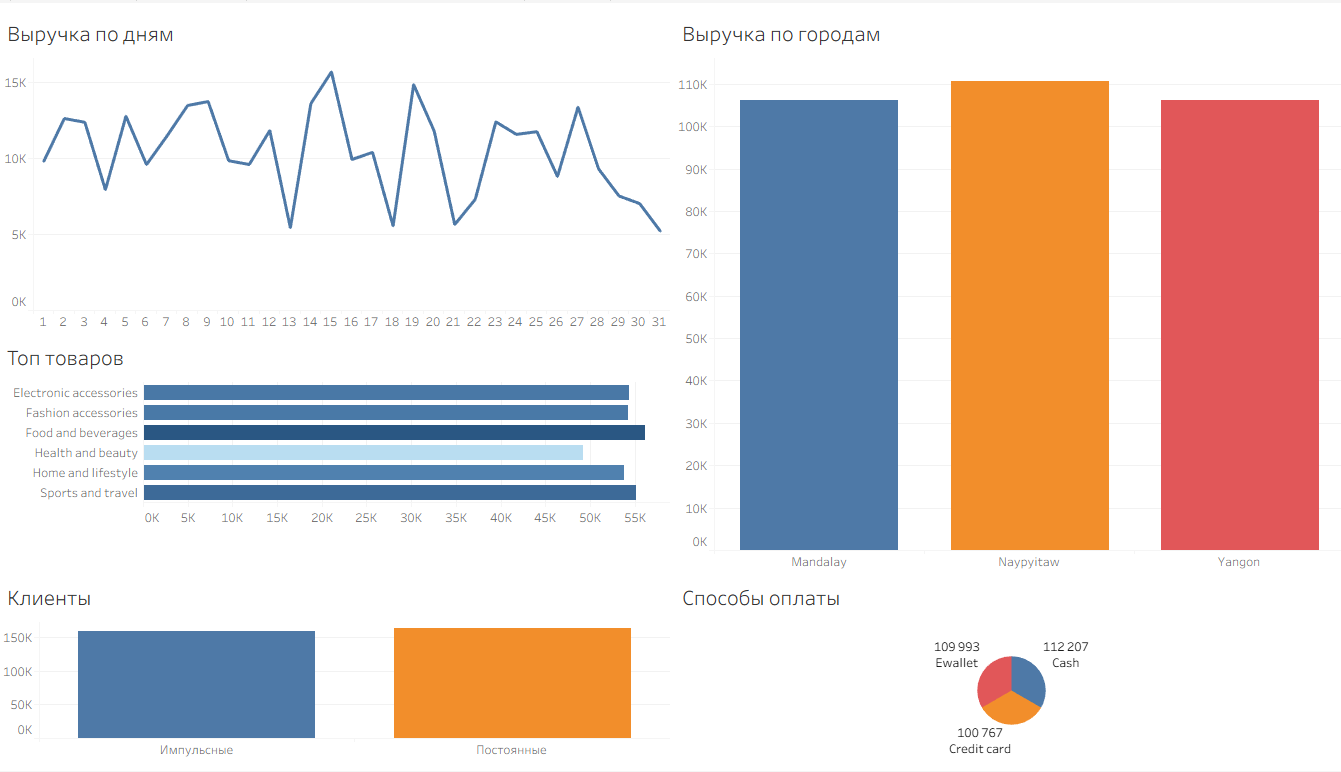 Выручка по дням
15K
10K
5K
0K
1 2 3 4 5 6 7 8 9 10 11 12 13 14 15 16 17 18 19 20 21 22 23 24 25 26 27 28 29 30 31
Топ товаров
Electronic accessories
Fashion accessories
Food and beverages
Health and beauty
Home and lifestyle
Sports and travel
0K 5K 10K 15K 20K 25K 30K 35K 40K 45K 50K 55K
Клиенты
150K
100K
50K
0K
Импульсные Постоянные
Выручка по городам
110K
100K
90K
80K
70K
60K
50K
40K
30K
20K
10K
0K
Mandalay Naypyitaw Yangon
Способы оплаты
109 993 112 207
Ewallet Cash
100 767
Credit card